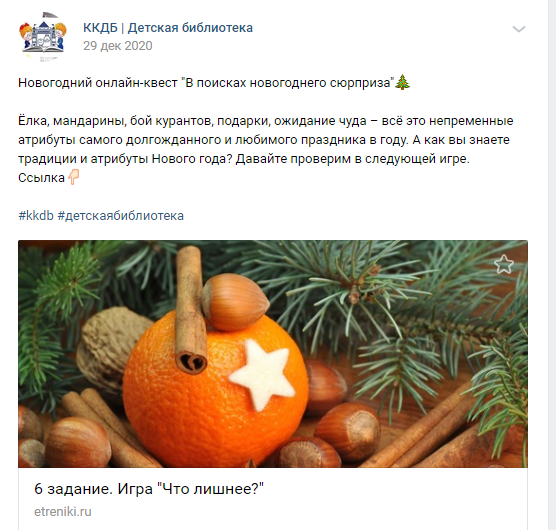 ККДБ | Детская библиотека
29 дек 2020
Новогодний онлайн-квест "В поисках новогоднего сюрприза"🎄
Ёлка, мандарины, бой курантов, подарки, ожидание чуда – всё это непременные
атрибуты самого долгожданного и любимого праздника в году. А как вы знаете
традиции и атрибуты Нового года? Давайте проверим в следующей игре.
Ссылка👇🏻
#kkdb #детскаябиблиотека
6 задание. Игра "Что лишнее?"
etreniki.ru